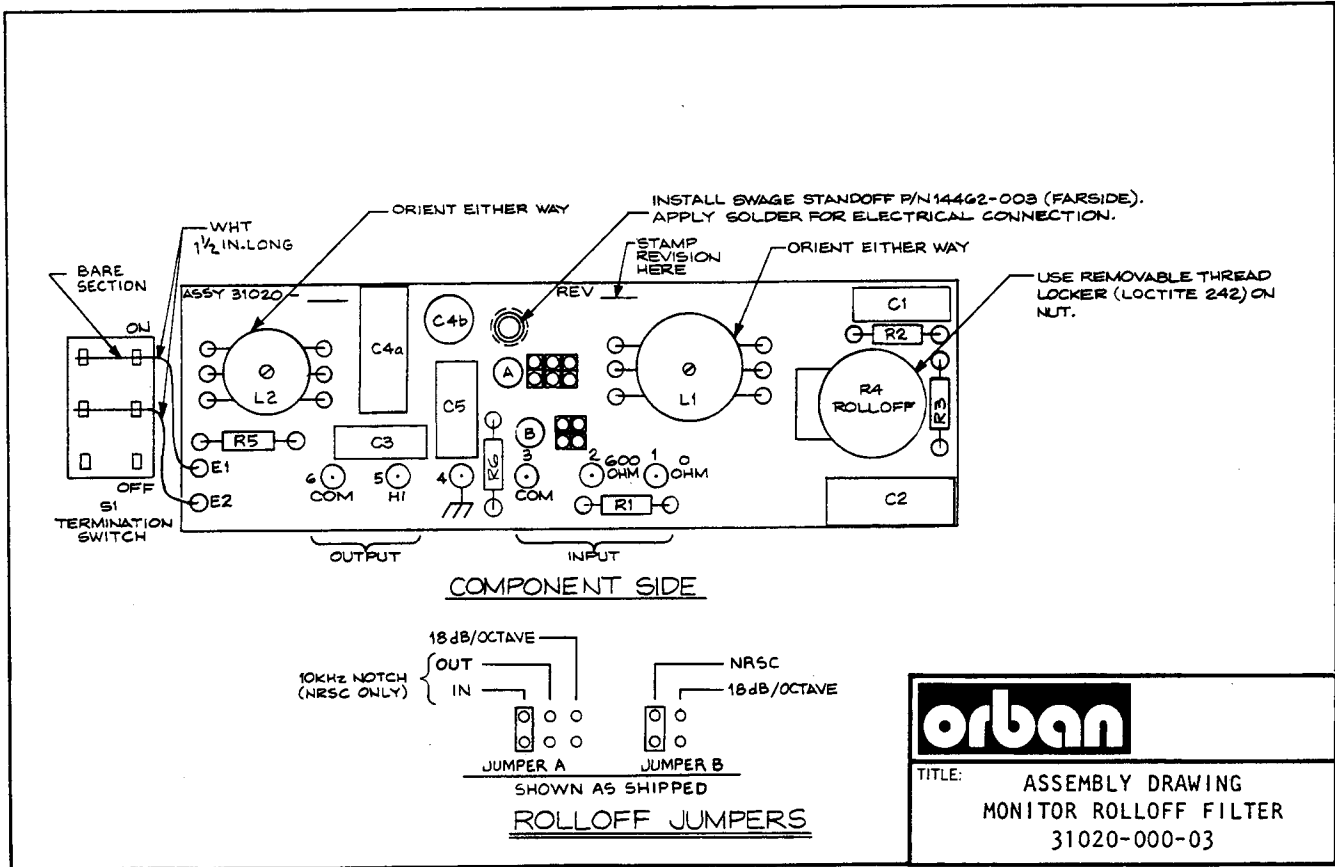 INSTALL SWAGE STANDOFF P/N 14462-003 (FARSIDE).
APPLY SOLDER FOR ELECTRICAL CONNECTION.
ORIENT EITHER WAY
WHT
1 1/2 IN. LONG
STAMP
REVISION
HERE
ORIENT EITHER WAY
BARE
SECTION
USE REMOVABLE THREAD
LOCKER (LOCTITE 242) ON
NUT.
ASSY 31020-
REV
C1
ON
C4b
R2
C4a
L2
A
L1
R4
ROLLOFF
R3
C5
R5
C3
B
R6
E1
6
COM
5
HI
4
3
COM
2
600
OHM
1
0
OHM
R1
C2
OFF
E2
S1
TERMINATION
SWITCH
OUTPUT
INPUT
COMPONENT SIDE
18dB/OCTAVE
OUT
10KHz NOTCH
(NRSC ONLY)
IN
NRSC
18dB/OCTAVE
JUMPER A
JUMPER B
SHOWN AS SHIPPED
ROLLOFF JUMPERS
orban
TITLE:
ASSEMBLY DRAWING
MONITOR ROLLOFF FILTER
31020-000-03